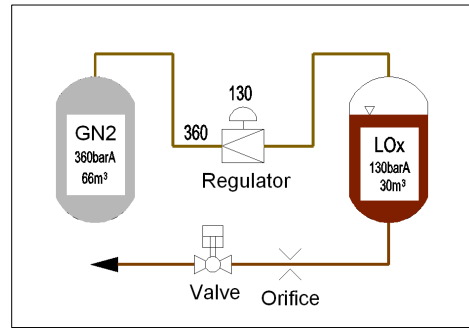 GN2
360barA
66m³
360
130
Regulator
LOx
130barA
30m³
Valve
Orifice